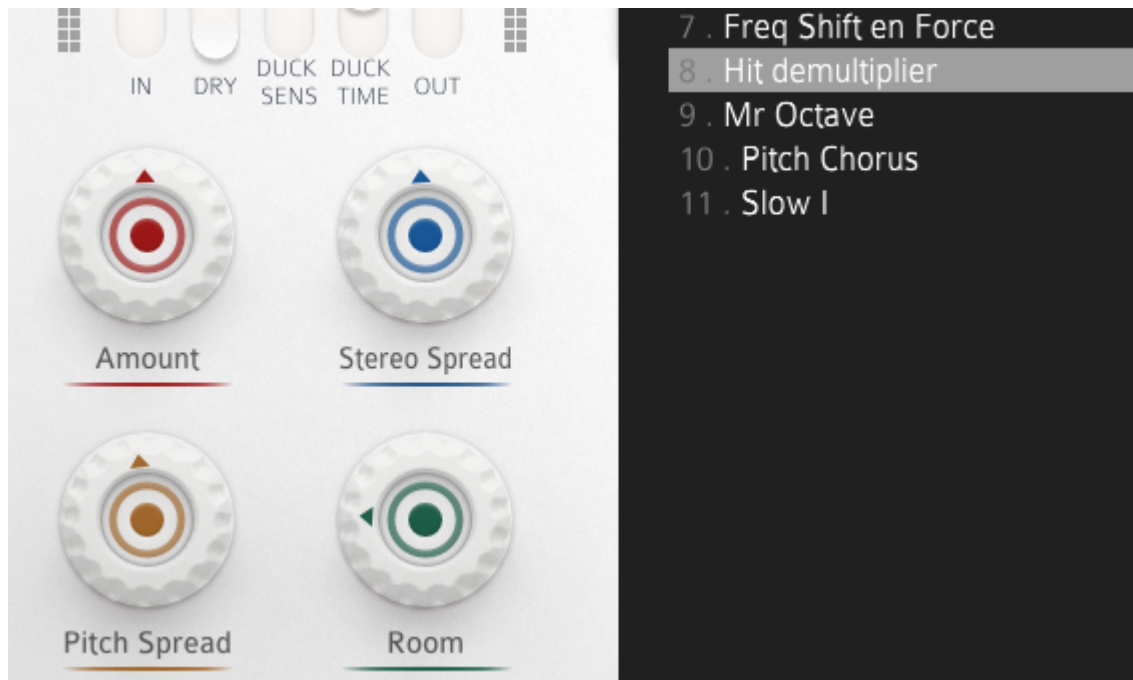 IN
DRY
DUCK
SENS
DUCK
TIME
OUT
Amount
Stereo Spread
Pitch Spread
Room
7 . Freq Shift en Force
8 . Hit demultiplier
9 . Mr Octave
10 . Pitch Chorus
11 . Slow I